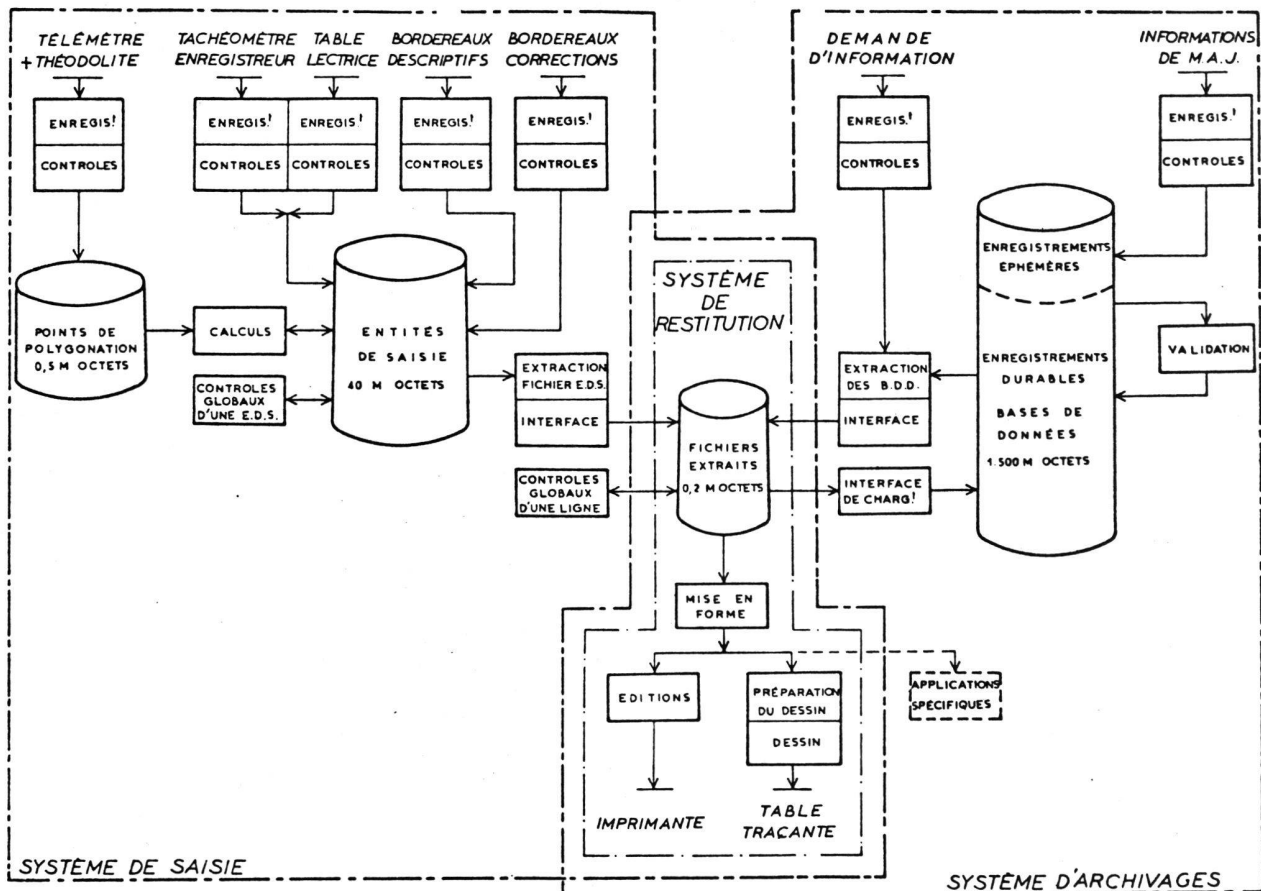 TÉLÉMÈTRE
+ THÉODOLITE
TACHÉOMÈTRE
ENREGISTREUR
TABLE
LECTRICE
BORDEREAUX
DESCRIPTIFS
BORDEREAUX
CORRECTIONS
DEMANDE
D'INFORMATION
INFORMATIONS
DE M.A.J.
ENREGIS.t
CONTROLES
ENREGIS.t
CONTROLES
ENREGIS.t
CONTROLES
ENREGIS.t
CONTROLES
ENREGIS.t
CONTROLES
ENREGIS.t
CONTROLES
ENREGIS.t
CONTROLES
POINTS DE
POLYGONATION
0,5 M OCTETS
CALCULS
CONTROLES
GLOBAUX
D'UNE E.D.S.
ENTITÉS
DE SAISIE
40 M OCTETS
EXTRACTION
FICHIER E.D.S.
INTERFACE
CONTROLES
GLOBAUX
D'UNE LIGNE
SYSTÈME
DE
RESTITUTION
FICHIERS
EXTRAITS
0,2 M OCTETS
EXTRACTION
DES B.D.D.
INTERFACE
INTERFACE
DE CHARG.t
ENREGISTREMENTS
EPHÉMÈRES
ENREGISTREMENTS
DURABLES
BASES DE
DONNÉES
1.500 M OCTETS
VALIDATION
MISE EN
FORME
EDITIONS
PRÉPARATION
DU DESSIN
DESSIN
APPLICATIONS
SPÉCIFIQUES
IMPRIMANTE
TABLE
TRAÇANTE
SYSTÈME DE SAISIE
SYSTÈME D'ARCHIVAGES